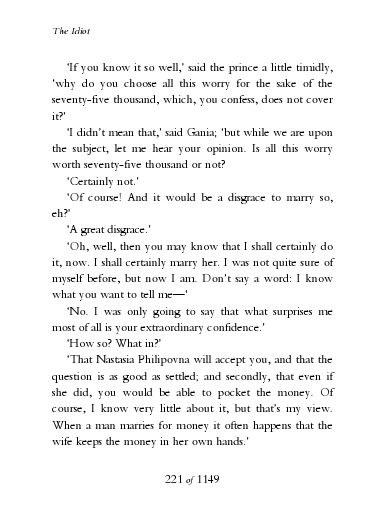 The Idiot
‘If you know it so well,’ said the prince a little timidly,
‘why do you choose all this worry for the sake of the
seventy-five thousand, which, you confess, does not cover
it?’
‘I didn’t mean that,’ said Gania; ‘but while we are upon
the subject, let me hear your opinion. Is all this worry
worth seventy-five thousand or not?
‘Certainly not.’
‘Of course! And it would be a disgrace to marry so,
eh?’
‘A great disgrace.’
‘Oh, well, then you may know that I shall certainly do
it, now. I shall certainly marry her. I was not quite sure of
myself before, but now I am. Don’t say a word: I know
what you want to tell me—‘
‘No. I was only going to say that what surprises me
most of all is your extraordinary confidence.’
‘How so? What in?’
‘That Nastasia Philipovna will accept you, and that the
question is as good as settled; and secondly, that even if
she did, you would be able to pocket the money. Of
course, I know very little about it, but that’s my view.
When a man marries for money it often happens that the
wife keeps the money in her own hands.’
221 of 1149